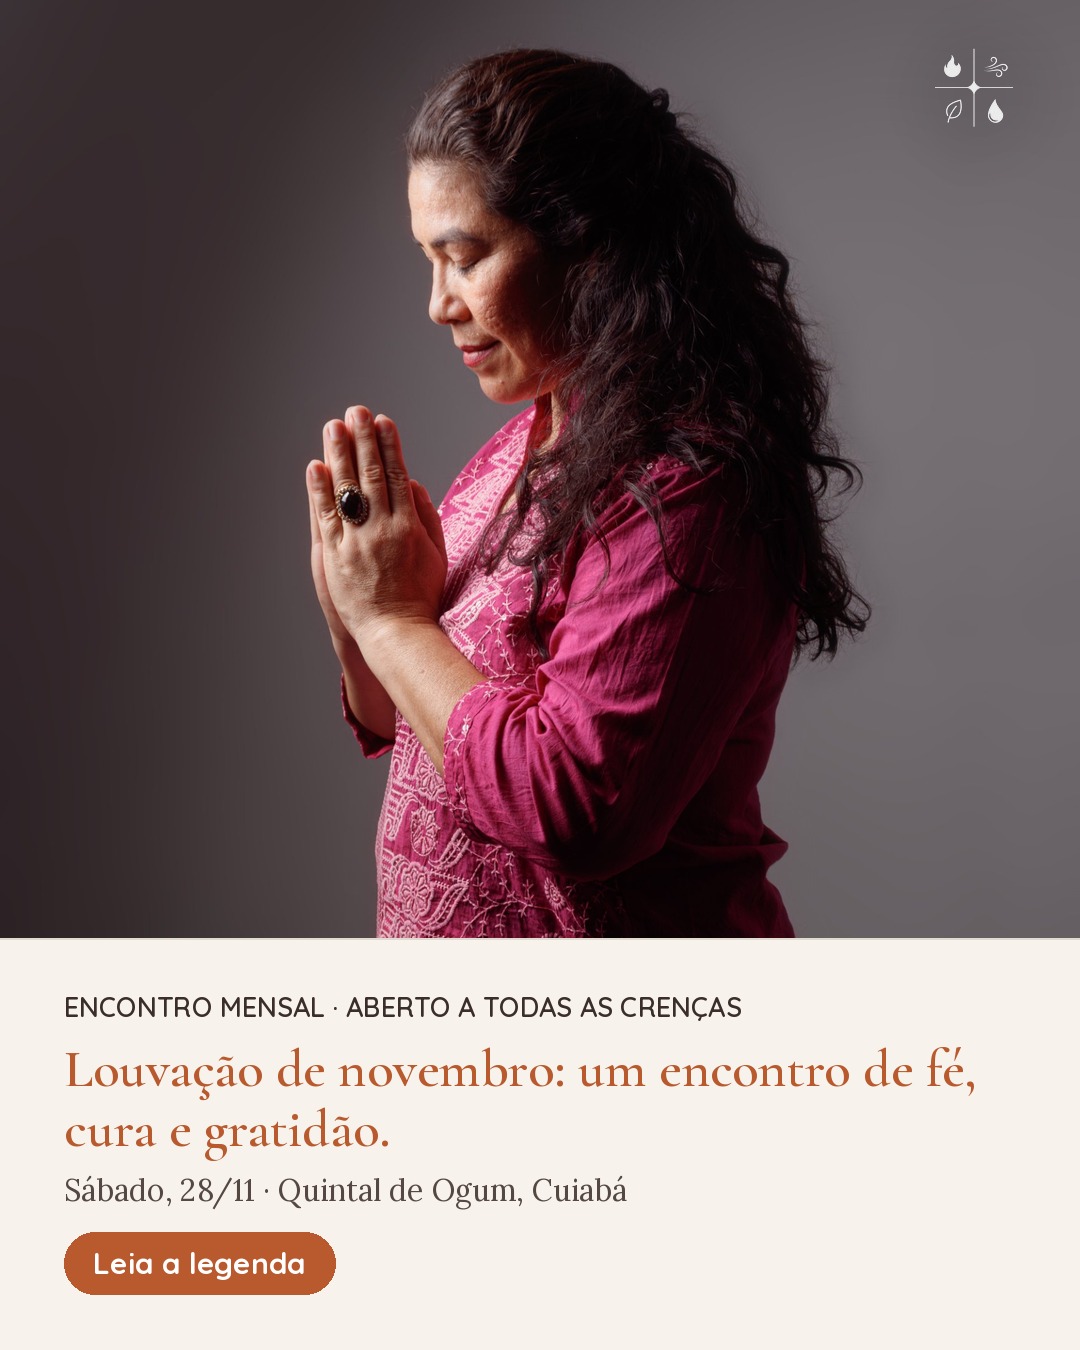 ENCONTRO MENSAL · ABERTO A TODAS AS CRENÇAS
Louvação de novembro: um encontro de fé,
cura e gratidão.
Sábado, 28/11 · Quintal de Ogum, Cuiabá
Leia a legenda